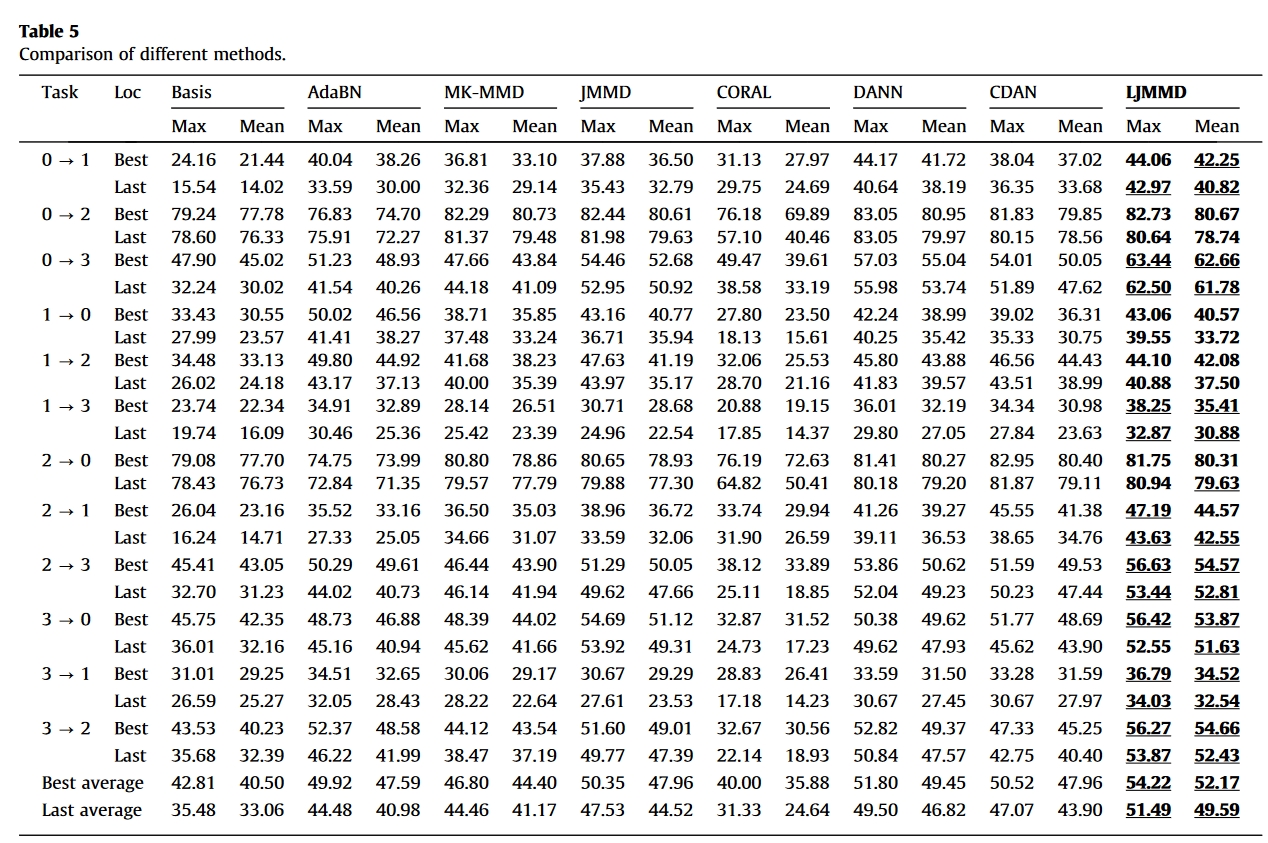 Table 5
Comparison of different methods.
Task Loc Basis AdaBN MK-MMD JMMD CORAL DANN CDAN LJMMD
Max Mean Max Mean Max Mean Max Mean Max Mean Max Mean Max Mean Max Mean
0 → 1 Best 24.16 21.44 40.04 38.26 36.81 33.10 37.88 36.50 31.13 27.97 44.17 41.72 38.04 37.02 44.06 42.25
Last 15.54 14.02 33.59 30.00 32.36 29.14 35.43 32.79 29.75 24.69 40.64 38.19 36.35 33.68 42.97 40.82
0 → 2 Best 79.24 77.78 76.83 74.70 82.29 80.73 82.44 80.61 76.18 69.89 83.05 80.95 81.83 79.85 82.73 80.67
Last 78.60 76.33 75.91 72.27 81.37 79.48 81.98 79.63 57.10 40.46 83.05 79.97 80.15 78.56 80.64 78.74
0 → 3 Best 47.90 45.02 51.23 48.93 47.66 43.84 54.46 52.68 49.47 39.61 57.03 55.04 54.01 50.05 63.44 62.66
Last 32.24 30.02 41.54 40.26 44.18 41.09 52.95 50.92 38.58 33.19 55.98 53.74 51.89 47.62 62.50 61.78
1 → 0 Best 33.43 30.55 50.02 46.56 38.71 35.85 43.16 40.77 27.80 23.50 42.24 38.99 39.02 36.31 43.06 40.57
Last 27.99 23.57 41.41 38.27 37.48 33.24 36.71 35.94 18.13 15.61 40.25 35.42 35.33 30.75 39.55 33.72
1 → 2 Best 34.48 33.13 49.80 44.92 41.68 38.23 47.63 41.19 32.06 25.53 45.80 43.88 46.56 44.43 44.10 42.08
Last 26.02 24.18 43.17 37.13 40.00 35.39 43.97 35.17 28.70 21.16 41.83 39.57 43.51 38.99 40.88 37.50
1 → 3 Best 23.74 22.34 34.91 32.89 28.14 26.51 30.71 28.68 20.88 19.15 36.01 32.19 34.34 30.98 38.25 35.41
Last 19.74 16.09 30.46 25.36 25.42 23.39 24.96 22.54 17.85 14.37 29.80 27.05 27.84 23.63 32.87 30.88
2 → 0 Best 79.08 77.70 74.75 73.99 80.80 78.86 80.65 78.93 76.19 72.63 81.41 80.27 82.95 80.40 81.75 80.31
Last 78.43 76.73 72.84 71.35 79.57 77.79 79.88 77.30 64.82 50.41 80.18 79.20 81.87 79.11 80.94 79.63
2 → 1 Best 26.04 23.16 35.52 33.16 36.50 35.03 38.96 36.72 33.74 29.94 41.26 39.27 45.55 41.38 47.19 44.57
Last 16.24 14.71 27.33 25.05 34.66 31.07 33.59 32.06 31.90 26.59 39.11 36.53 38.65 34.76 43.63 42.55
2 → 3 Best 45.41 43.05 50.29 49.61 46.44 43.90 51.29 50.05 38.12 33.89 53.86 50.62 51.59 49.53 56.63 54.57
Last 32.70 31.23 44.02 40.73 46.14 41.94 49.62 47.66 25.11 18.85 52.04 49.23 50.23 47.44 53.44 52.81
3 → 0 Best 45.75 42.35 48.73 46.88 48.39 44.02 54.69 51.12 32.87 31.52 50.38 49.62 51.77 48.69 56.42 53.87
Last 36.01 32.16 45.16 40.94 45.62 41.66 53.92 49.31 24.73 17.23 49.62 47.93 45.62 43.90 52.55 51.63
3 → 1 Best 31.01 29.25 34.51 32.65 30.06 29.17 30.67 29.29 28.83 26.41 33.59 31.50 33.28 31.59 36.79 34.52
Last 26.59 25.27 32.05 28.43 28.22 22.64 27.61 23.53 17.18 14.23 30.67 27.45 30.67 27.97 34.03 32.54
3 → 2 Best 43.53 40.23 52.37 48.58 44.12 43.54 51.60 49.01 32.67 30.56 52.82 49.37 47.33 45.25 56.27 54.66
Last 35.68 32.39 46.22 41.99 38.47 37.19 49.77 47.39 22.14 18.93 50.84 47.57 42.75 40.40 53.87 52.43
Best average 42.81 40.50 49.92 47.59 46.80 44.40 50.35 47.96 40.00 35.88 51.80 49.45 50.52 47.96 54.22 52.17
Last average 35.48 33.06 44.48 40.98 44.46 41.17 47.53 44.52 31.33 24.64 49.50 46.82 47.07 43.90 51.49 49.59